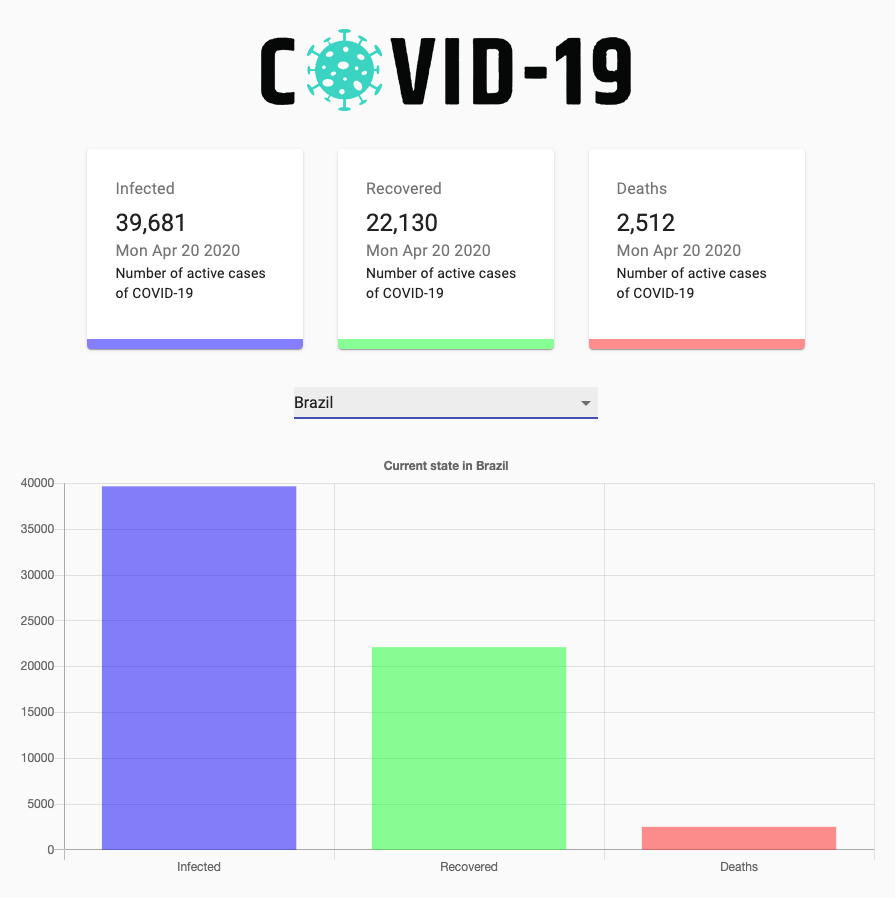 COVID-19
Infected
39,681
Mon Apr 20 2020
Number of active cases
of COVID-19
Recovered
22,130
Mon Apr 20 2020
Number of active cases
of COVID-19
Deaths
2,512
Mon Apr 20 2020
Number of active cases
of COVID-19
Brazil
Current state in Brazil
40000
35000
30000
25000
20000
15000
10000
5000
0
Infected
Recovered
Deaths